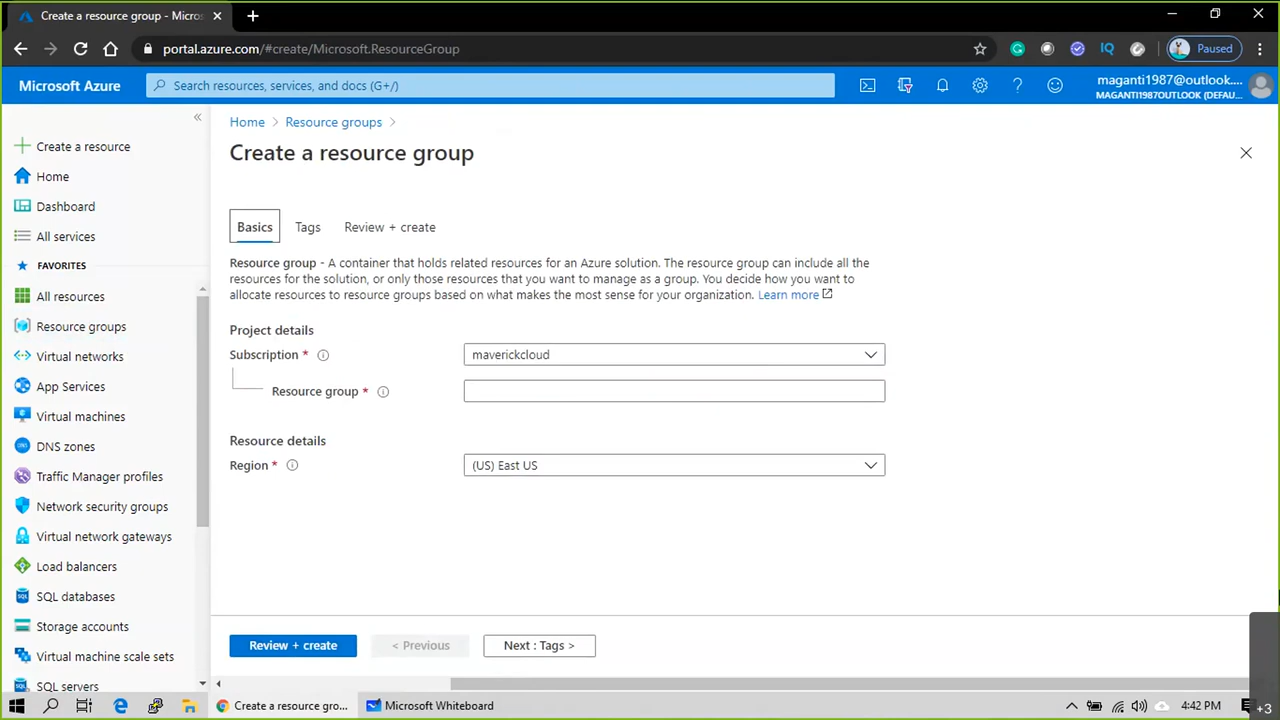 Create a resource group - Micros
portal.azure.com/#create/Microsoft.ResourceGroup
IQ
Paused
Microsoft Azure
Search resources, services, and docs (G+/)
maganti1987@outlook....
MAGANTI1987OUTLOOK (DEFAU...
Create a resource
Home
Dashboard
All services
FAVORITES
All resources
Resource groups
Virtual networks
App Services
Virtual machines
DNS zones
Traffic Manager profiles
Network security groups
Virtual network gateways
Load balancers
SQL databases
Storage accounts
Virtual machine scale sets
SQL servers
Home > Resource groups >
Create a resource group
Basics Tags Review + create
Resource group - A container that holds related resources for an Azure solution. The resource group can include all the
resources for the solution, or only those resources that you want to manage as a group. You decide how you want to
allocate resources to resource groups based on what makes the most sense for your organization. Learn more
Project details
Subscription * maverickcloud
Resource group *
Resource details
Region * (US) East US
Review + create < Previous Next : Tags >
Create a resource gro... Microsoft Whiteboard 4:42 PM +3